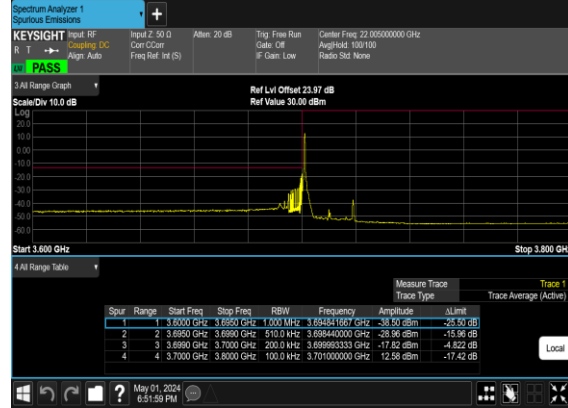 Spectrum Analyzer 1
Spurious Emissions
KEYSIGHT Input: RF Input Z: 50 Ω Atten: 20 dB Trig: Free Run Center Freq: 22.005000000 GHz
R T Coupling: DC Corr CCorr Gate: Off Avg|Hold: 100/100
Align: Auto Freq Ref: Int (S) IF Gain: Low Radio Std: None
PASS
3 All Range Graph
Ref Lvl Offset 23.97 dB
Scale/Div 10.0 dB Ref Value 30.00 dBm
Log
20.0
10.0
0.00
-10.0
-20.0
-30.0
-40.0
-50.0
-60.0
Start 3.600 GHz Stop 3.800 GH
4 All Range Table
Measure Trace Trace 1
Trace Type Trace Average (Active)
Spur Range Start Freq Stop Freq RBW Frequency Amplitude ΔLimit
1 1 3.6000 GHz 3.6950 GHz 1.000 MHz 3.694841667 GHz -38.50 dBm -25.50 dB
2 2 3.6950 GHz 3.6990 GHz 510.0 kHz 3.698440000 GHz -28.96 dBm -15.96 dB
3 3 3.6990 GHz 3.7000 GHz 200.0 kHz 3.699993333 GHz -17.82 dBm -4.822 dB
4 4 3.7000 GHz 3.8000 GHz 100.0 kHz 3.701000000 GHz 12.58 dBm -17.42 dB
Local
? May 01, 2024
6:51:59 PM